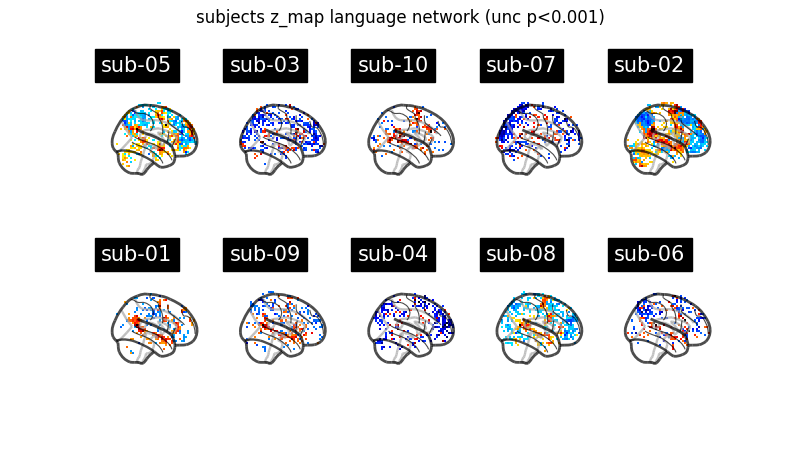 subjects z_map language network (unc p<0.001)
sub-05
sub-03
sub-10
sub-07
sub-02
sub-01
sub-09
sub-04
sub-08
sub-06